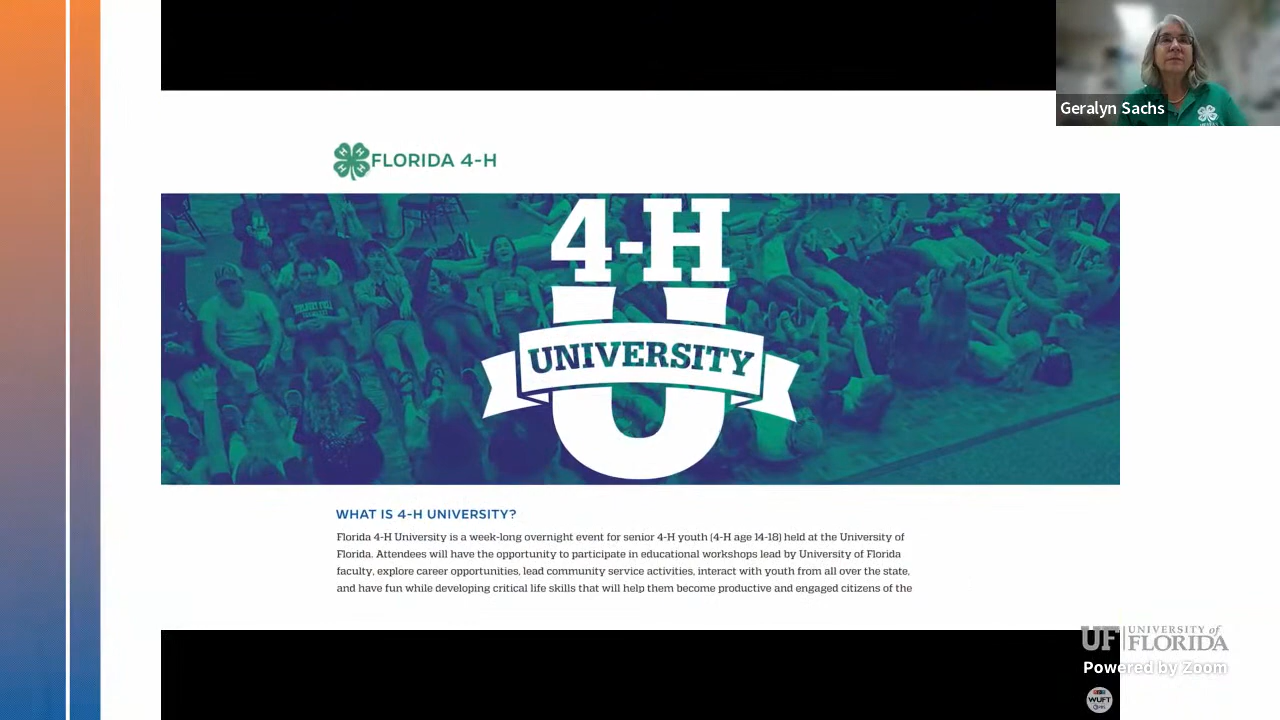 Geralyn Sachs
FLORIDA 4-H
4-H
U
UNIVERSITY
WHAT IS 4-H UNIVERSITY?
Florida 4-H University is a week-long overnight event for senior 4-H youth (4-H age 14-18) held at the University of
Florida. Attendees will have the opportunity to participate in educational workshops lead by University of Florida
faculty, explore career opportunities, lead community service activities, interact with youth from all over the state,
and have fun while developing critical life skills that will help them become productive and engaged citizens of the
UF UNIVERSITY of
FLORIDA
Powered by Zoom
WUFT